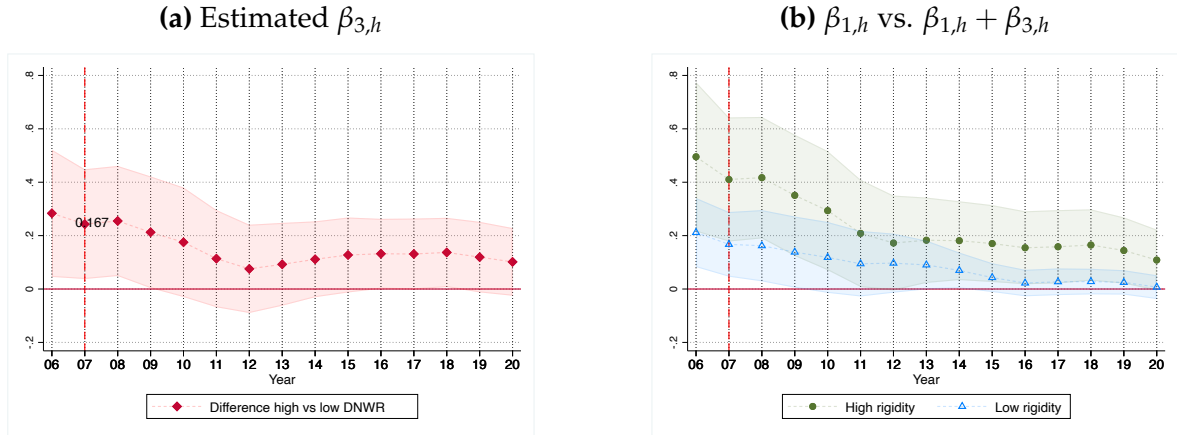 (a) Estimated β3,h
.8
.6
.4
.2
0
-.2
0.167
06 07 08 09 10 11 12 13 14 15 16 17 18 19 20
Year
Difference high vs low DNWR
(b) β1,h vs. β1,h + β3,h
.8
.6
.4
.2
0
-.2
06 07 08 09 10 11 12 13 14 15 16 17 18 19 20
Year
High rigidity Low rigidity